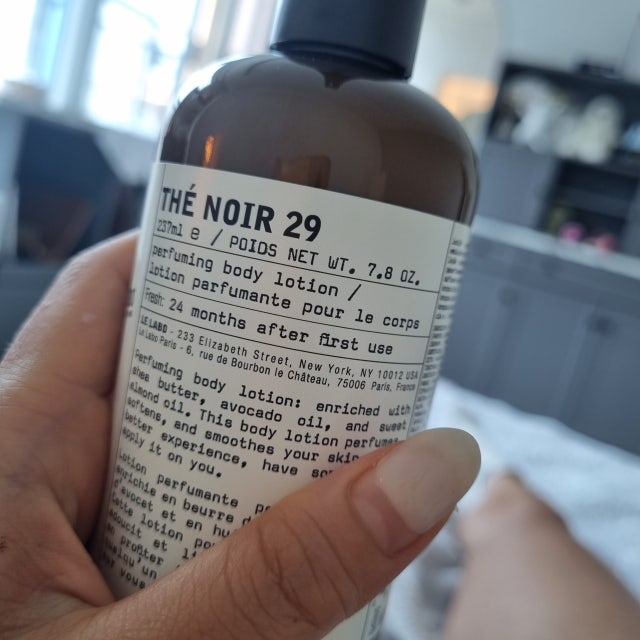 THÉ NOIR 29
237ml e / POIDS NET WT. 7.8 OZ.
perfuming body lotion /
lotion parfumante pour le corps
Fresh: 24 months after first use
LE LABO - 233 Elizabeth Street, New York, NY 10012 USA
Le Labo Paris - 6, rue de Bourbon le Château, 75006 Paris, France
Perfuming body lotion: enriched with
shea butter, avocado oil, and sweet
almond oil. This body lotion perfumes,
softens, and smoothes your skin
better experience, have
apply it on you.
Lotion parfumante
enrichie en beurre
d'avocat et en
cette lotion
adoucit et
profiter
quelqu'un
vous